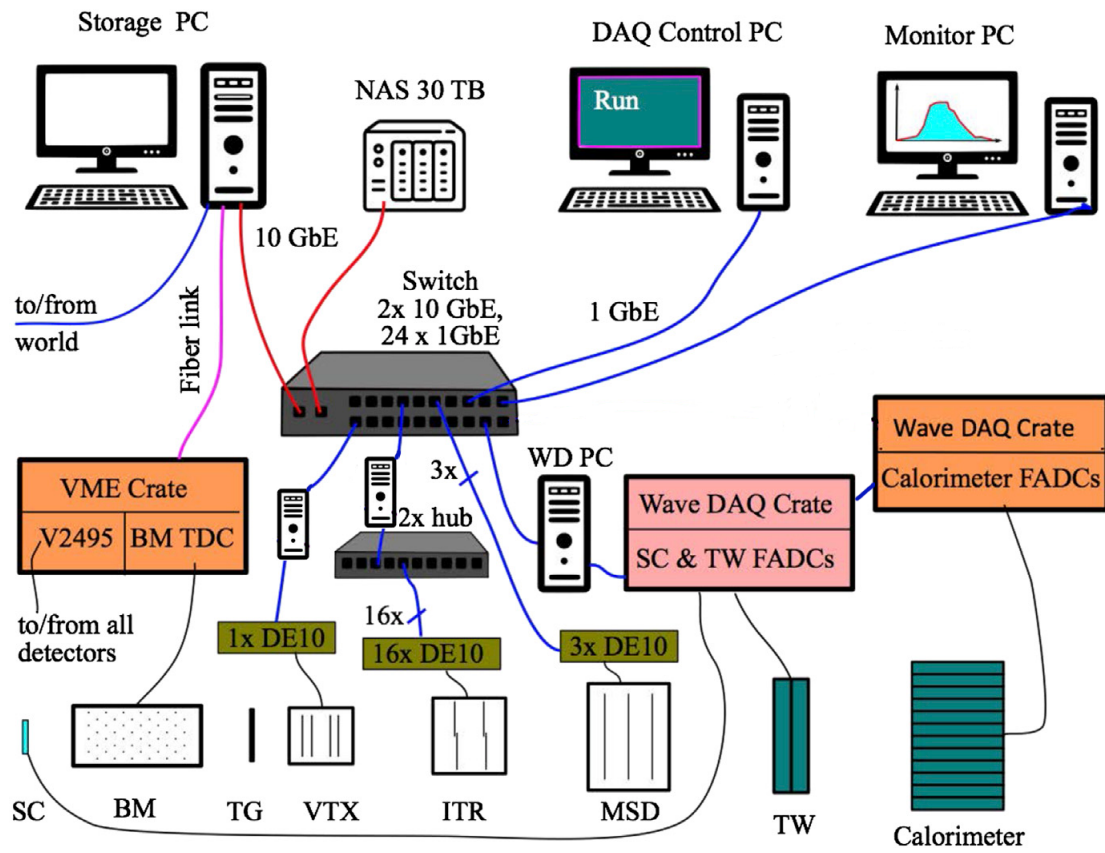 Storage PC
DAQ Control PC
Monitor PC
NAS 30 TB
Run
10 GbE
Switch
2x 10 GbE,
24 x 1GbE
1 GbE
to/from
world
Fiber link
VME Crate
V2495
BM TDC
to/from all
detectors
2x hub
3x
WD PC
Wave DAQ Crate
SC & TW FADCs
Wave DAQ Crate
Calorimeter FADCs
16x
1x DE10
16x DE10
3x DE10
SC
BM
TG
VTX
ITR
MSD
TW
Calorimeter